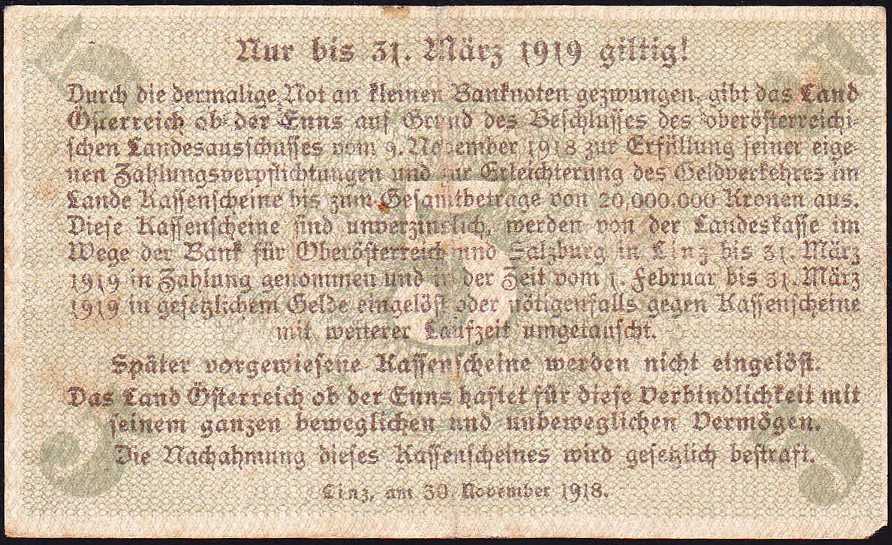 5
Nur bis 31. März 1919 giltig!
Durch die dermalige Not an kleinen Banknoten gezwungen, gibt das Land
Österreich ob der Enns auf Grund des Beschlusses des oberösterreichi-
schen Landesausschusses vom 9. November 1918 zur Erfüllung seiner eige-
nen Zahlungsverpflichtungen und zur Erleichterung des Geldverkehres im
Lande Kassenscheine bis zum Gesamtbetrage von 20,000.000 Kronen aus.
Diese Kassenscheine sind unverzinslich, werden von der Landeskasse im
Wege der Bank für Oberösterreich und Salzburg in Linz bis 31. März
1919 in Zahlung genommen und in der Zeit vom 1. Februar bis 31. März
1919 in gesetzlichem Gelde eingelöst oder nötigenfalls gegen Kassenscheine
mit weiterer Laufzeit umgetauscht.
Später vorgewiesene Kassenscheine werden nicht eingelöst.
Das Land Österreich ob der Enns haftet für diese Verbindlichkeit mit
seinem ganzen beweglichen und unbeweglichen Vermögen.
Die Nachahmung dieses Kassenscheines wird gesetzlich bestraft.
Linz, am 30. November 1918.
5
5